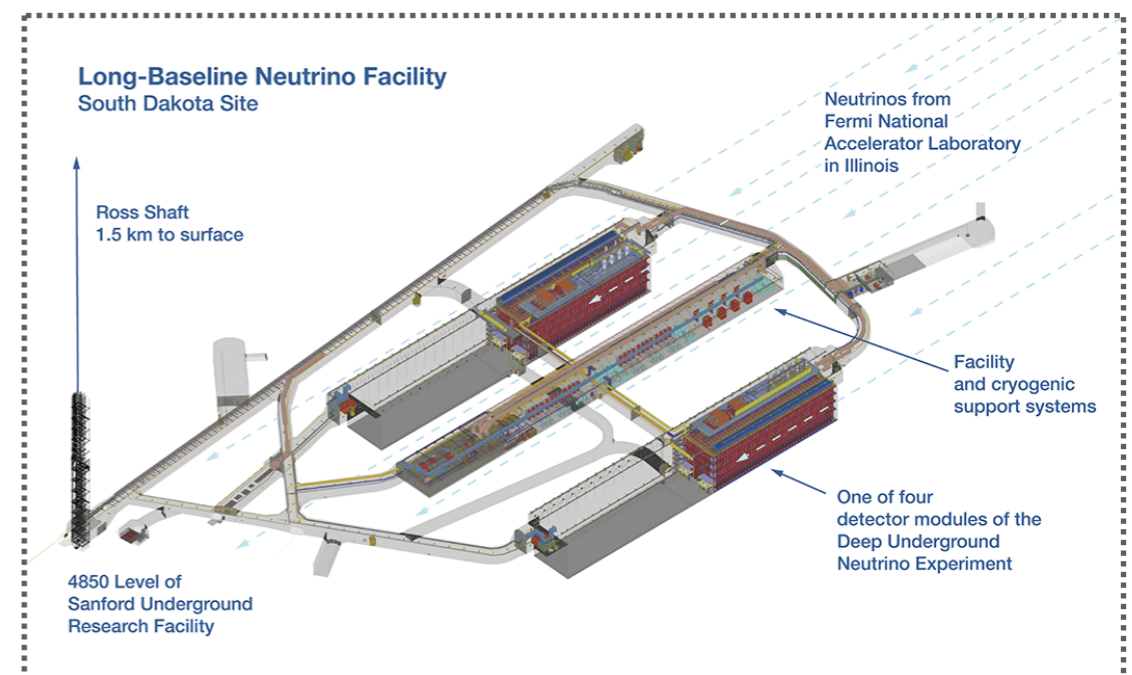 Long-Baseline Neutrino Facility
South Dakota Site
Neutrinos from
Fermi National
Accelerator Laboratory
in Illinois
Ross Shaft
1.5 km to surface
Facility
and cryogenic
support systems
One of four
detector modules of the
Deep Underground
Neutrino Experiment
4850 Level of
Sanford Underground
Research Facility